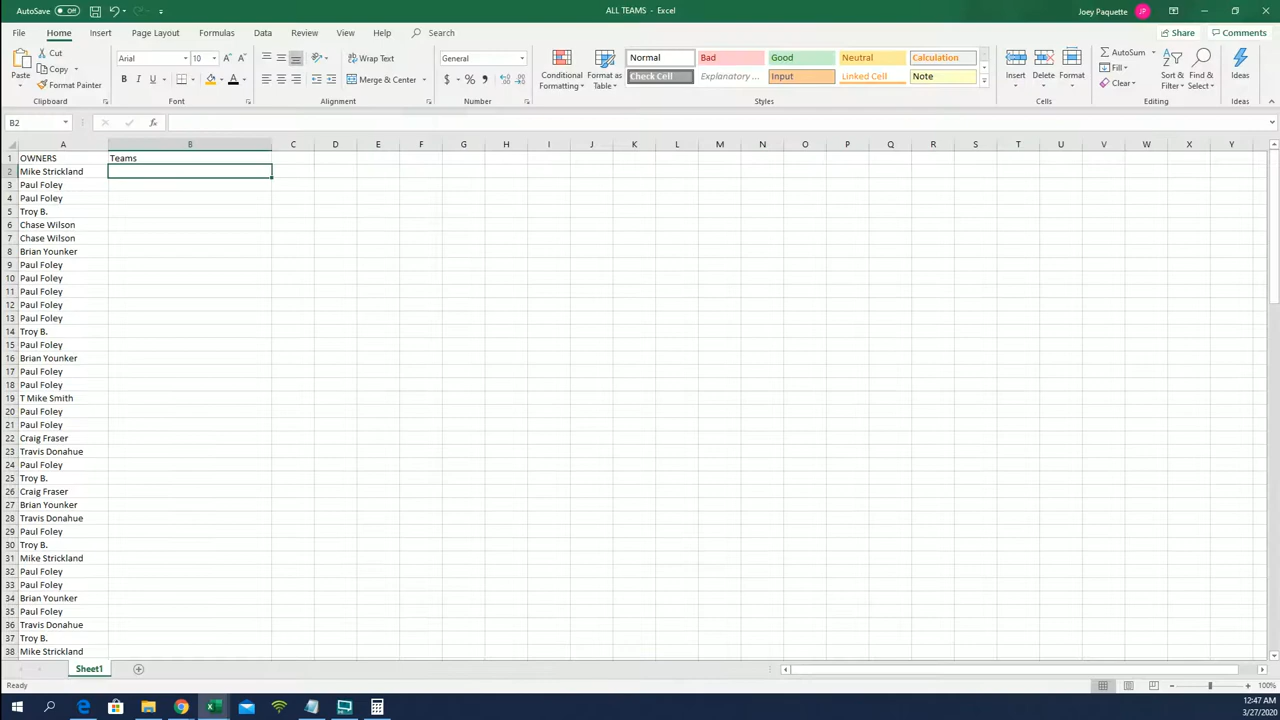 AutoSave Off ALL TEAMS - Excel Joey Paquette JP
File Home Insert Page Layout Formulas Data Review View Help Search Share Comments
Paste Cut Copy Format Painter Clipboard
Arial 10 A A B I U A Font
Wrap Text Merge & Center Alignment
General $ % , Number
Conditional Formatting Format as Table
Normal Bad Good Neutral Calculation
Check Cell Explanatory ... Input Linked Cell Note
Styles
Insert Delete Format Cells
AutoSum Fill Clear Sort & Filter Find & Select Editing
Ideas Ideas
B2 fx
A B C D E F G H I J K L M N O P Q R S T U V W X Y
1 OWNERS Teams
2 Mike Strickland
3 Paul Foley
4 Paul Foley
5 Troy B.
6 Chase Wilson
7 Chase Wilson
8 Brian Younker
9 Paul Foley
10 Paul Foley
11 Paul Foley
12 Paul Foley
13 Paul Foley
14 Troy B.
15 Paul Foley
16 Brian Younker
17 Paul Foley
18 Paul Foley
19 T Mike Smith
20 Paul Foley
21 Paul Foley
22 Craig Fraser
23 Travis Donahue
24 Paul Foley
25 Troy B.
26 Craig Fraser
27 Brian Younker
28 Travis Donahue
29 Paul Foley
30 Troy B.
31 Mike Strickland
32 Paul Foley
33 Paul Foley
34 Brian Younker
35 Paul Foley
36 Travis Donahue
37 Troy B.
38 Mike Strickland
Sheet1
Ready 100%
12:47 AM
3/27/2020